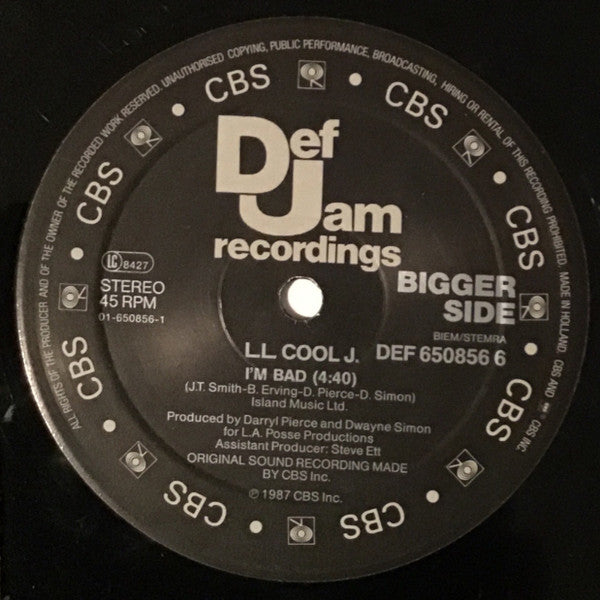 ALL RIGHTS OF THE PRODUCER AND OF THE OWNER OF THE RECORDED WORK RESERVED. UNAUTHORISED COPYING, PUBLIC PERFORMANCE, BROADCASTING, HIRING OR RENTAL OF THIS RECORDING PROHIBITED. MADE IN HOLLAND. CBS AND CBS INC.
CBS • CBS • CBS • CBS • CBS • CBS • CBS • CBS •
Def
Jam
recordings
LC 8427
STEREO
45 RPM
01-650856-1
BIGGER
SIDE
BIEM/STEMRA
L.L. COOL J. DEF 650856 6
I'M BAD (4:40)
(J.T. Smith-B. Erving-D. Pierce-D. Simon)
Island Music Ltd.
Produced by Darryl Pierce and Dwayne Simon
for L.A. Posse Productions
Assistant Producer: Steve Ett
ORIGINAL SOUND RECORDING MADE
BY CBS Inc.
℗ 1987 CBS Inc.